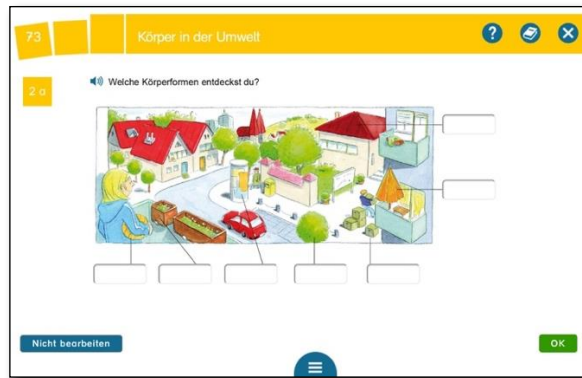 73
Körper in der Umwelt
?
2 a
Welche Körperformen entdeckst du?
Nicht bearbeiten
OK